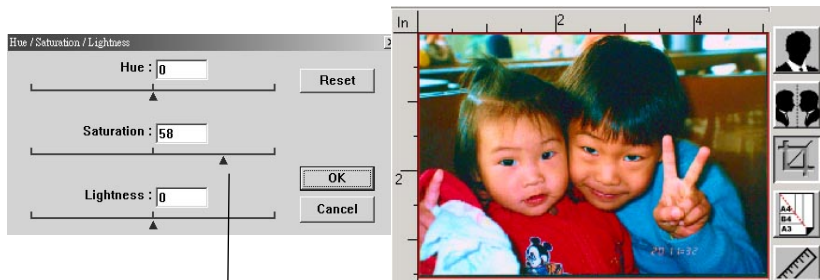 Hue / Saturation / Lightness
Hue : 0
Reset
Saturation : 58
OK
Lightness : 0
Cancel
In
2
4
2
A4
B4
A3